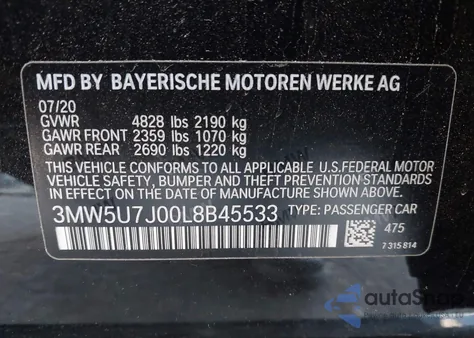 MFD BY BAYERISCHE MOTOREN WERKE AG
07/20
GVWR 4828 lbs 2190 kg
GAWR FRONT 2359 lbs 1070 kg
GAWR REAR 2690 lbs 1220 kg
THIS VEHICLE CONFORMS TO ALL APPLICABLE U.S.FEDERAL MOTOR
VEHICLE SAFETY, BUMPER AND THEFT PREVENTION STANDARDS
IN EFFECT ON THE DATE OF MANUFACTURE SHOWN ABOVE.
3MW5U7J00L8B45533 TYPE: PASSENGER CAR
475
7 315 814